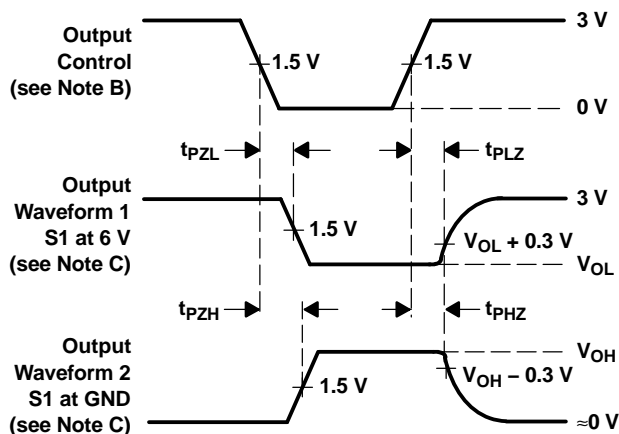 Output
Control
(see Note B)
1.5 V
1.5 V
3 V
0 V
tPZL
tPLZ
Output
Waveform 1
S1 at 6 V
(see Note C)
1.5 V
3 V
VOL + 0.3 V
VOL
tPZH
tPHZ
Output
Waveform 2
S1 at GND
(see Note C)
1.5 V
VOH
VOH − 0.3 V
≈0 V